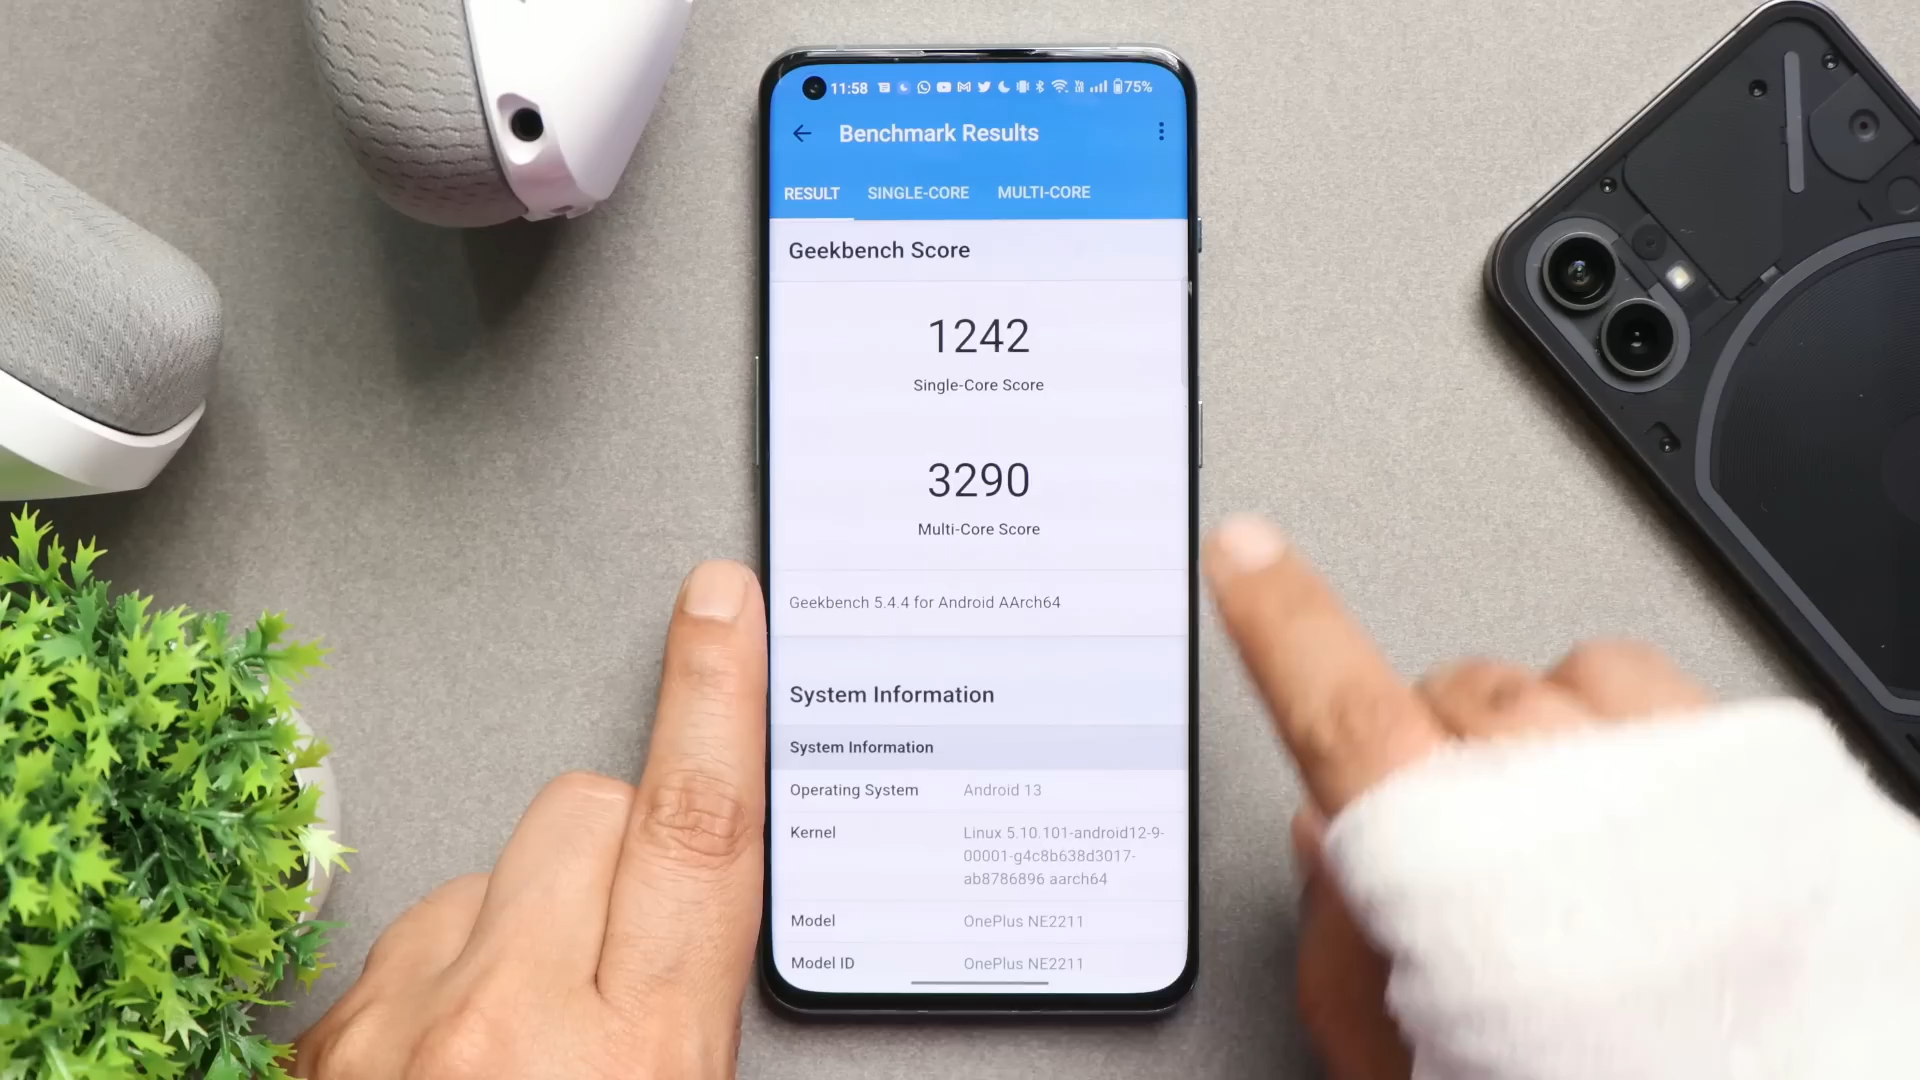 11:58 75%
Benchmark Results
RESULT SINGLE-CORE MULTI-CORE
Geekbench Score
1242
Single-Core Score
3290
Multi-Core Score
Geekbench 5.4.4 for Android AArch64
System Information
System Information
Operating System Android 13
Kernel Linux 5.10.101-android12-9-
00001-g4c8b638d3017-
ab8786896 aarch64
Model OnePlus NE2211
Model ID OnePlus NE2211